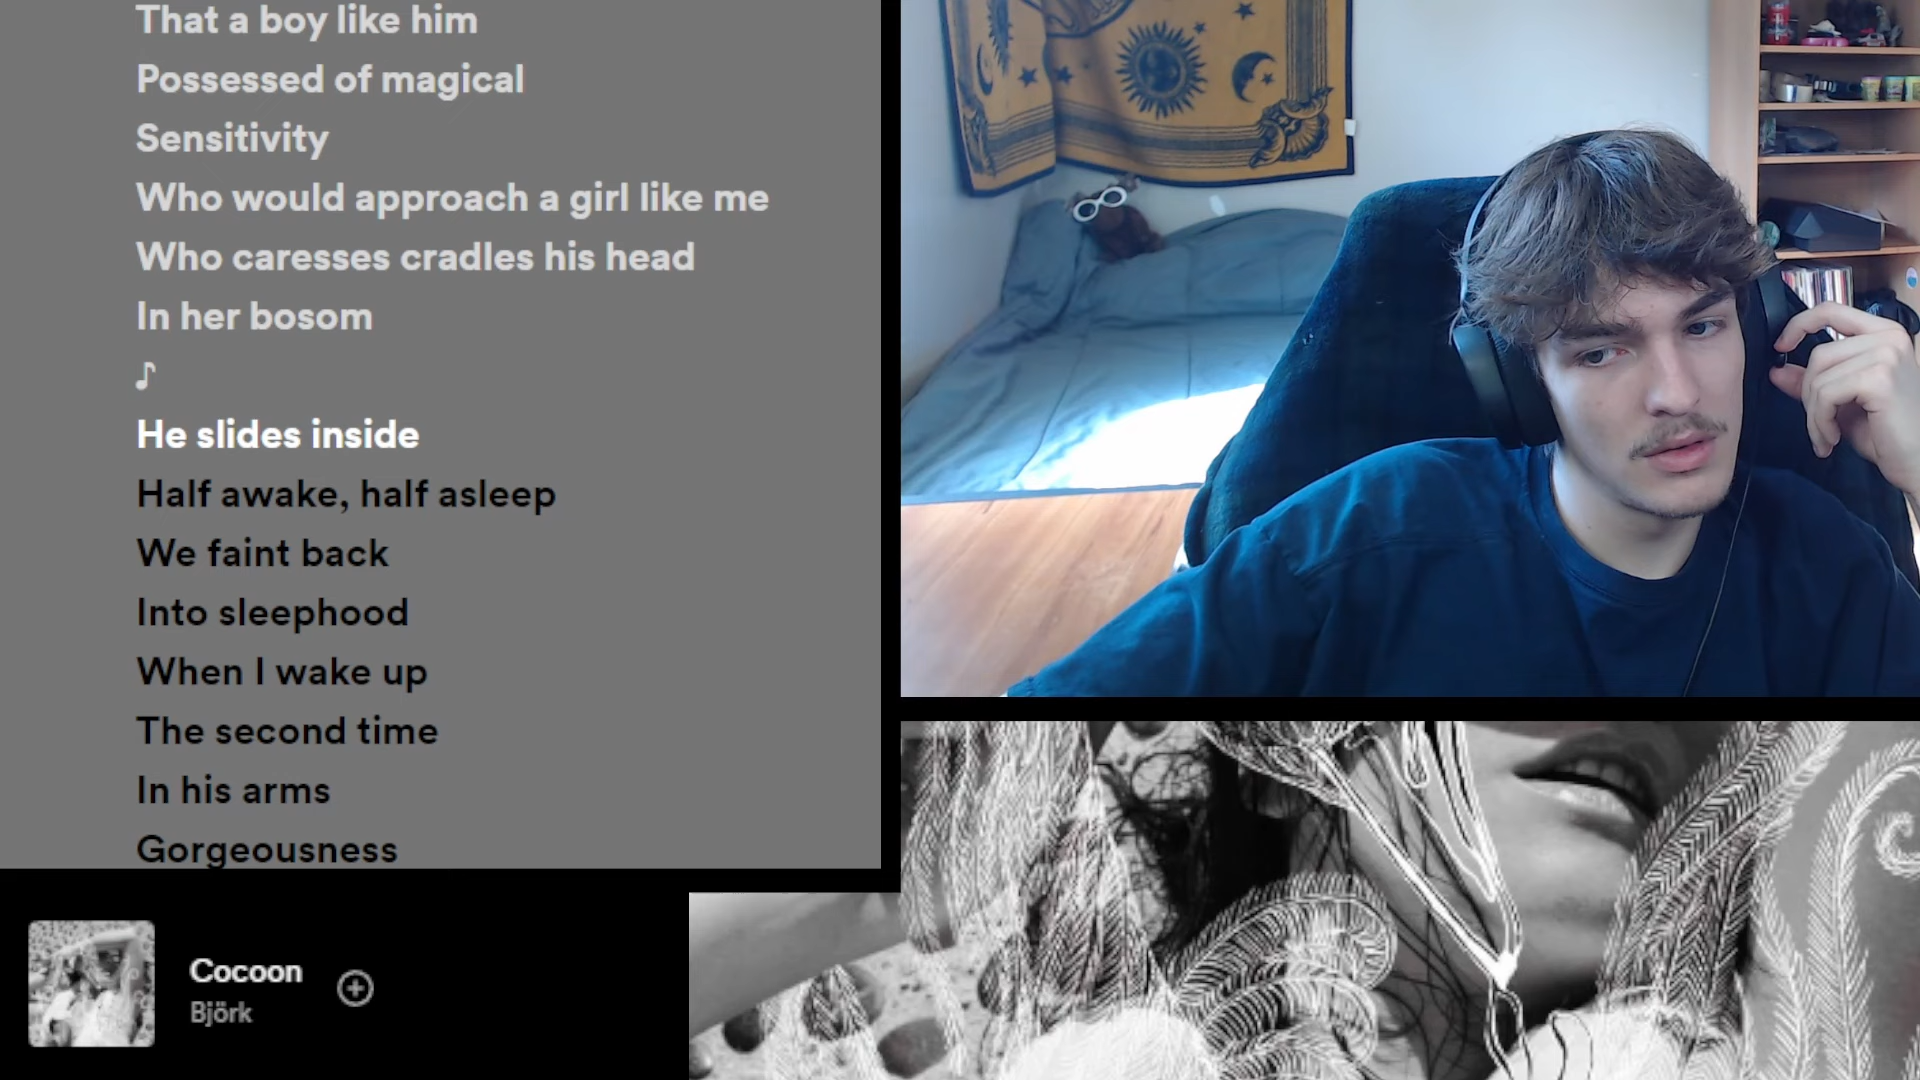 That a boy like him
Possessed of magical
Sensitivity
Who would approach a girl like me
Who caresses cradles his head
In her bosom
♪
He slides inside
Half awake, half asleep
We faint back
Into sleephood
When I wake up
The second time
In his arms
Gorgeousness
Cocoon
Björk